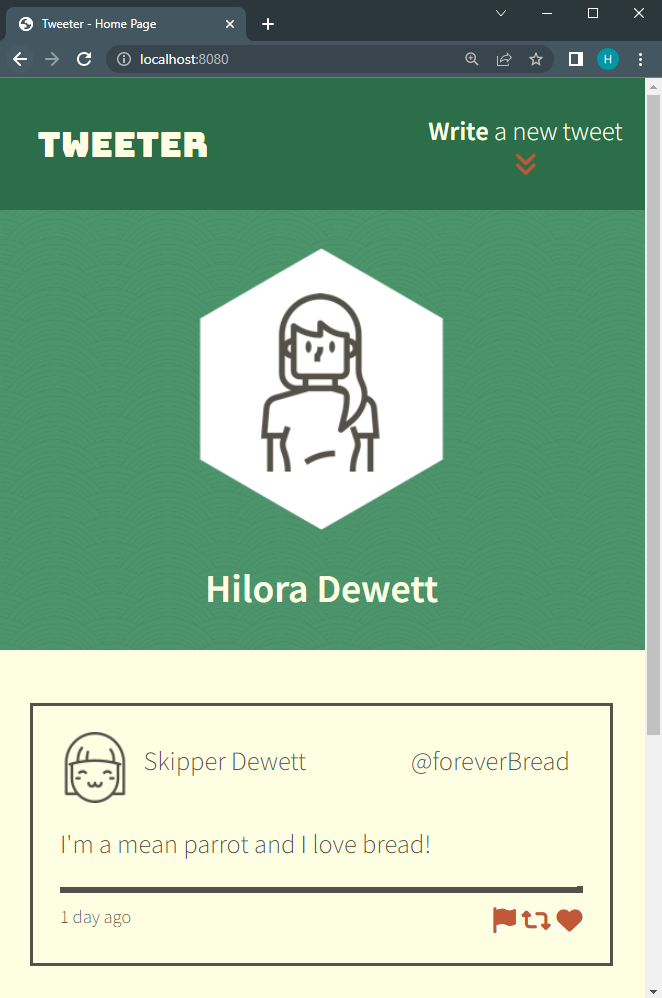 Tweeter - Home Page
localhost:8080
H
TWEETER
Write a new tweet
Hilora Dewett
Skipper Dewett
@foreverBread
I'm a mean parrot and I love bread!
1 day ago